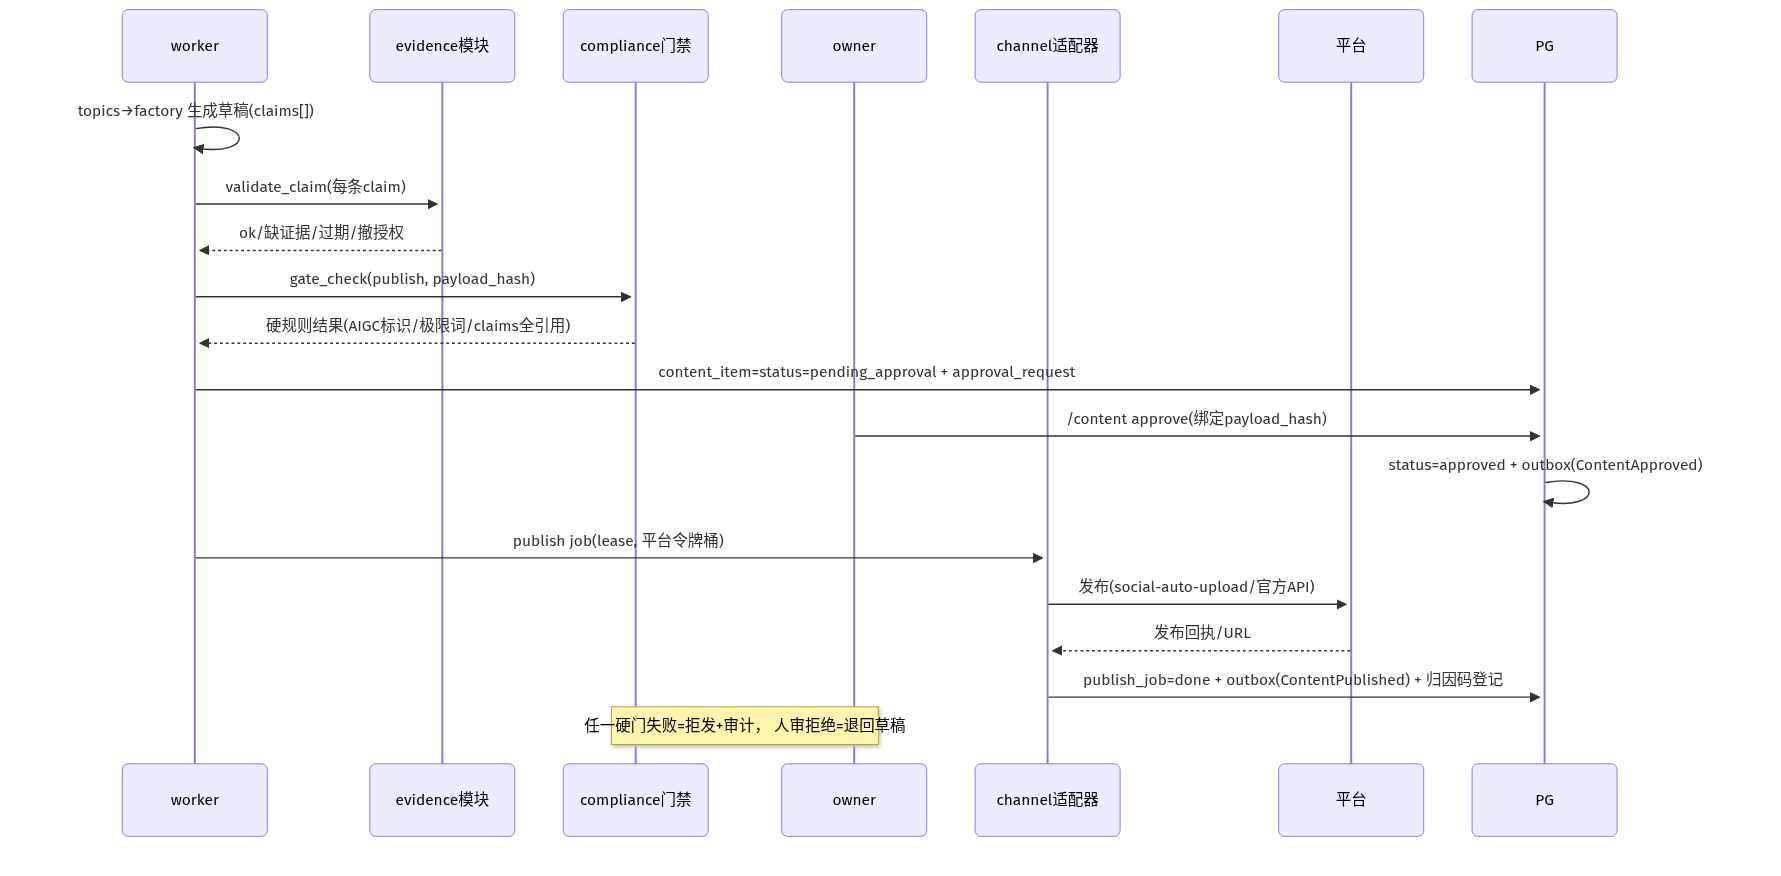 worker
evidence模块
compliance门禁
owner
channel适配器
平台
PG
topics→factory 生成草稿(claims[])
validate_claim(每条claim)
ok/缺证据/过期/撤授权
gate_check(publish, payload_hash)
硬规则结果(AIGC标识/极限词/claims全引用)
content_item=status=pending_approval + approval_request
/content approve(绑定payload_hash)
status=approved + outbox(ContentApproved)
publish job(lease, 平台令牌桶)
发布(social-auto-upload/官方API)
发布回执/URL
publish_job=done + outbox(ContentPublished) + 归因码登记
任一硬门失败=拒发+审计， 人审拒绝=退回草稿
worker
evidence模块
compliance门禁
owner
channel适配器
平台
PG